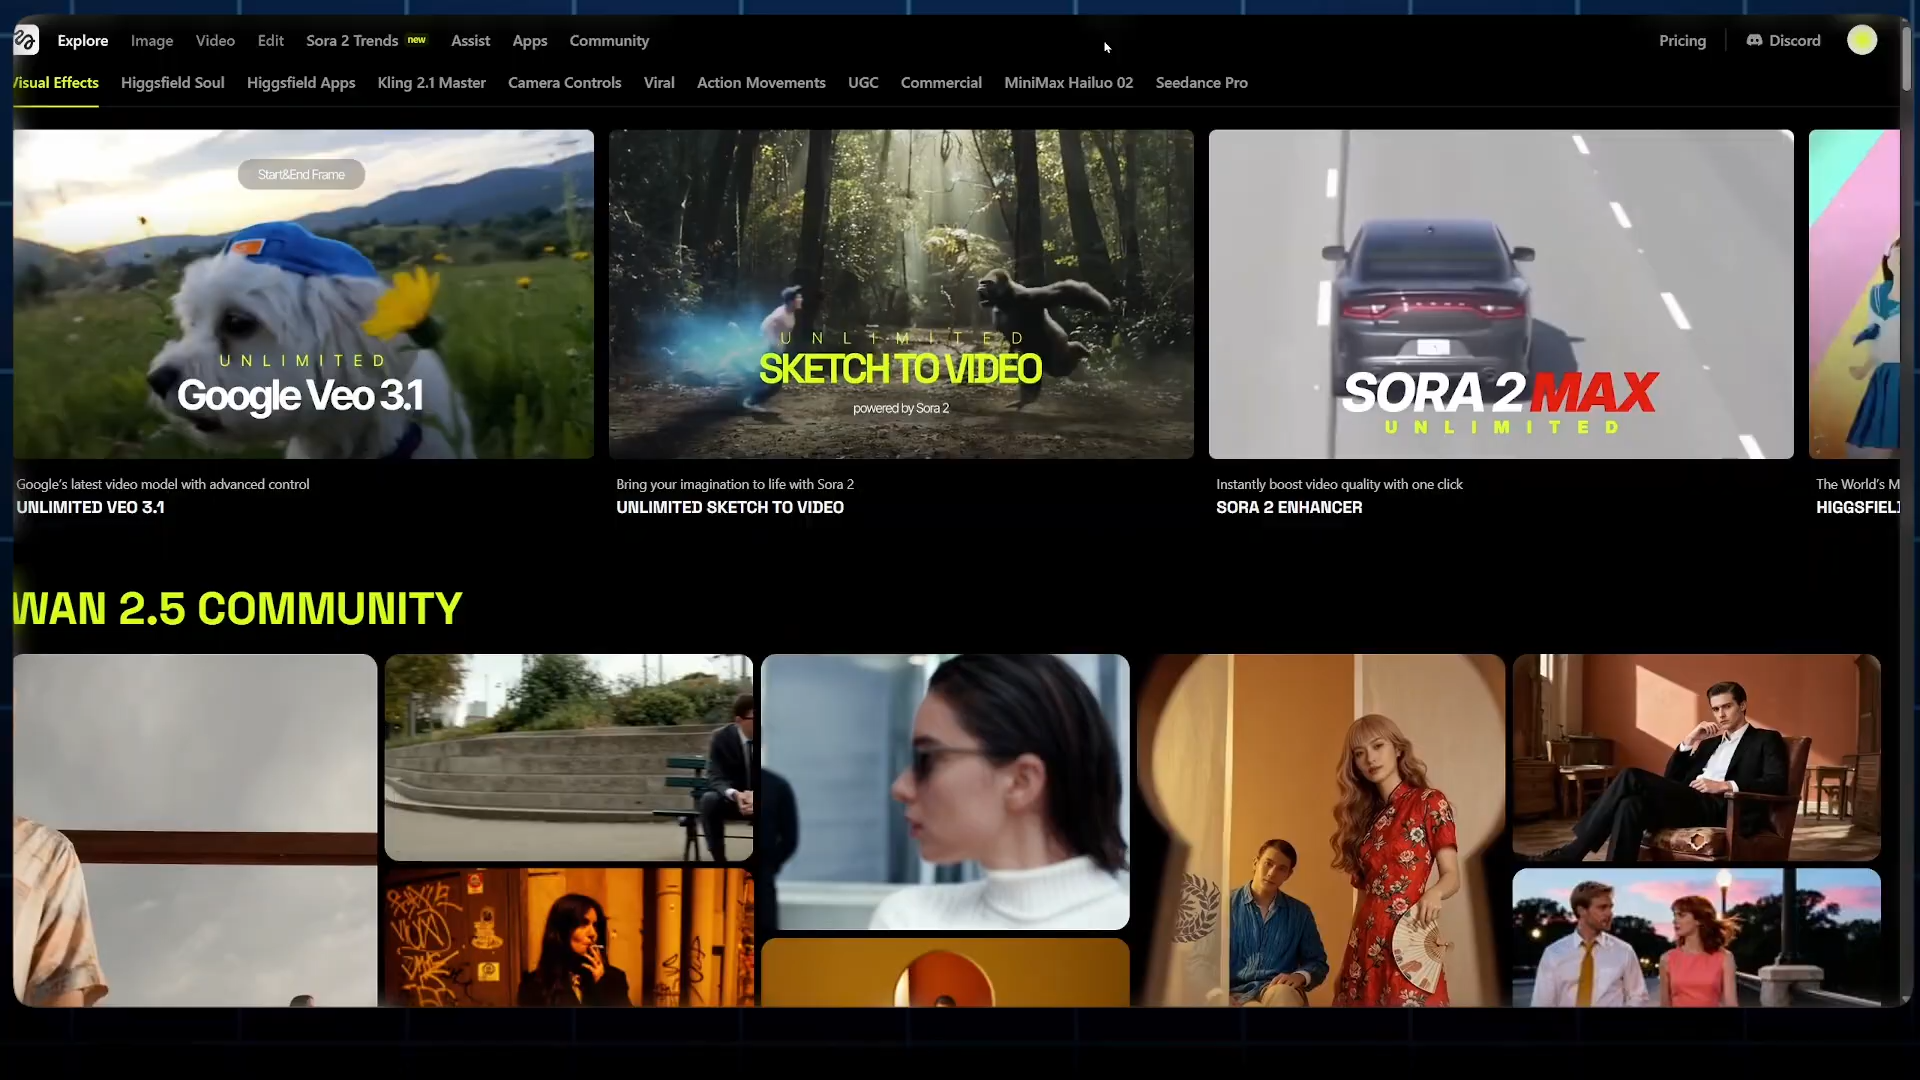 Explore Image Video Edit Sora 2 Trends new Assist Apps Community Pricing Discord
Visual Effects Higgsfield Soul Higgsfield Apps Kling 2.1 Master Camera Controls Viral Action Movements UGC Commercial MiniMax Hailuo 02 Seedance Pro
Start&End Frame
UNLIMITED
Google Veo 3.1
UNLIMITED
SKETCH TO VIDEO
powered by Sora 2
SORA 2 MAX
UNLIMITED
Google's latest video model with advanced control
UNLIMITED VEO 3.1
Bring your imagination to life with Sora 2
UNLIMITED SKETCH TO VIDEO
Instantly boost video quality with one click
SORA 2 ENHANCER
The World's M
HIGGSFIEL
WAN 2.5 COMMUNITY